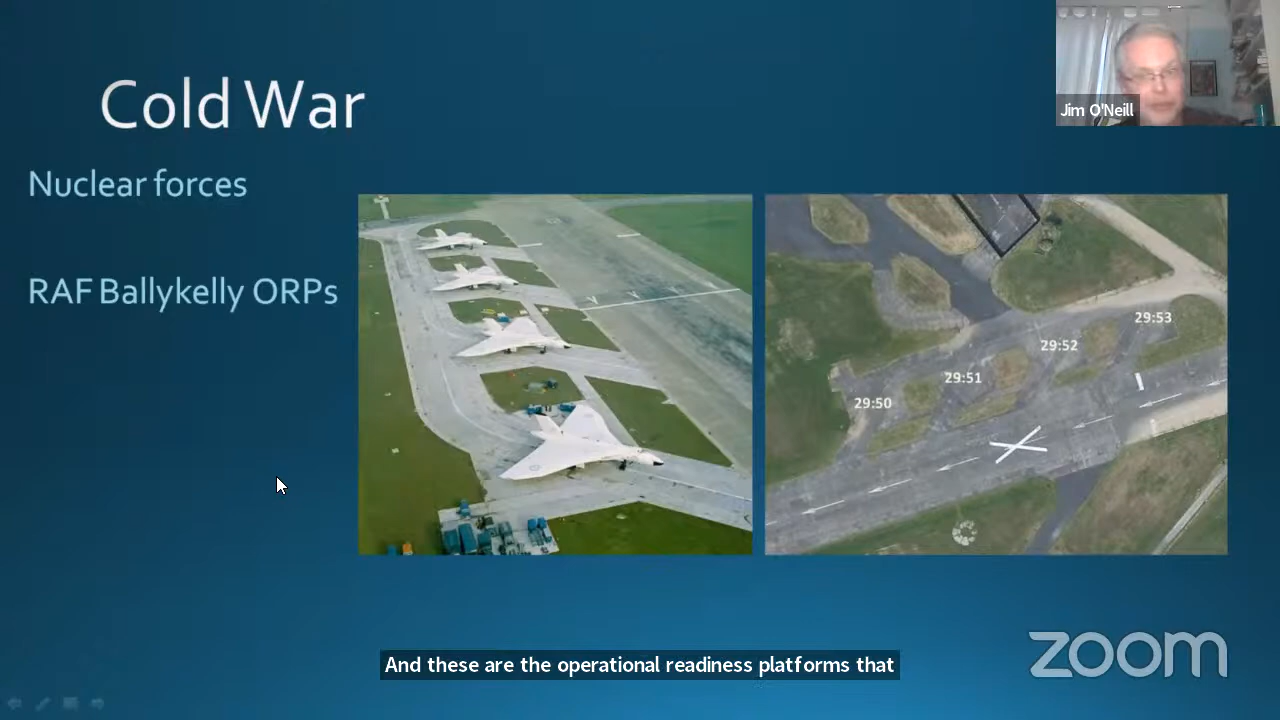 Cold War
Jim O'Neill
Nuclear forces
RAF Ballykelly ORPs
29:53
29:52
29:51
29:50
And these are the operational readiness platforms that
zoom